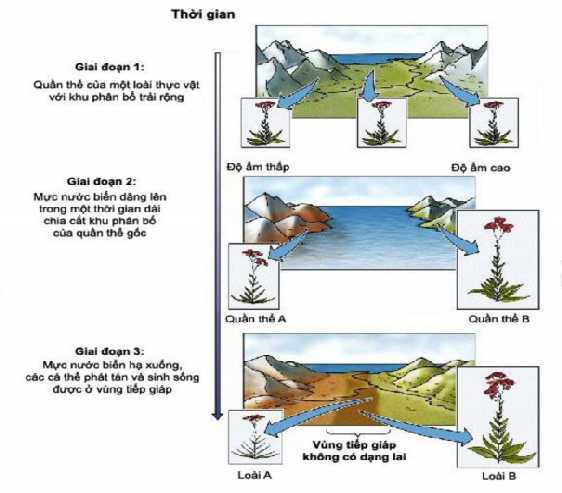 Thời gian
Giai đoạn 1:
Quần thể của một loài thực vật
với khu phân bố trải rộng
Độ ẩm thấp
Độ ẩm cao
Giai đoạn 2:
Mực nước biển dâng lên
trong một thời gian dài
chia cắt khu phân bố
của quần thể gốc
Quần thể A
Quần thể B
Giai đoạn 3:
Mực nước biển hạ xuống,
các cá thể phát tán và sinh sống
được ở vùng tiếp giáp
Vùng tiếp giáp
không có dạng lai
Loài A
Loài B